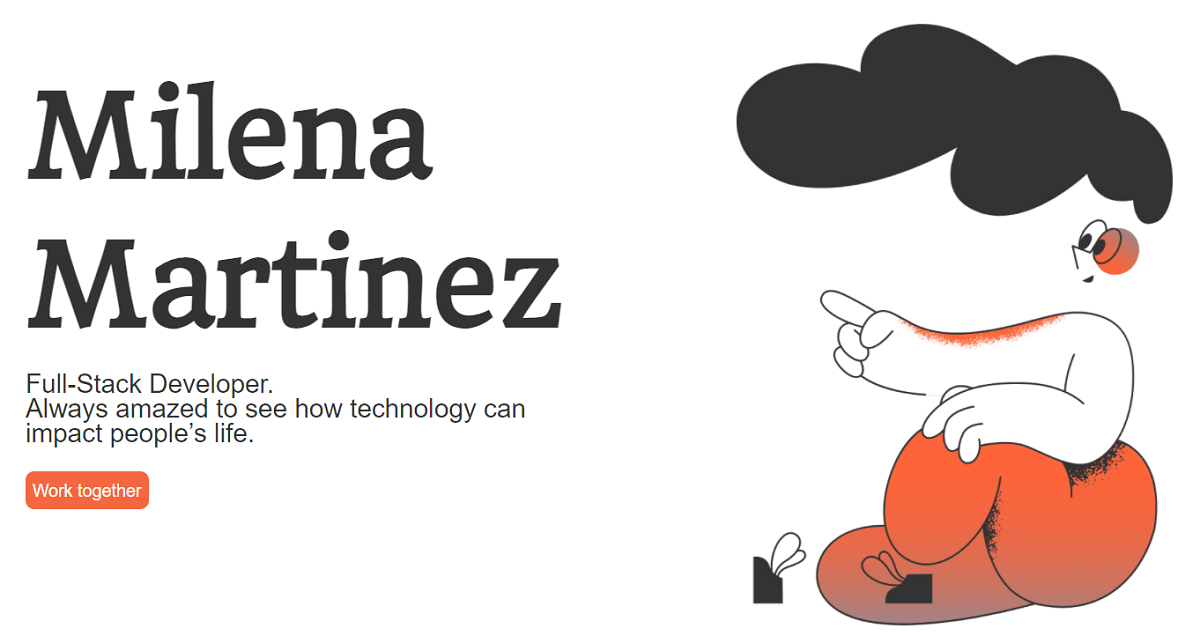 Milena
Martinez
Full-Stack Developer.
Always amazed to see how technology can
impact people’s life.
Work together